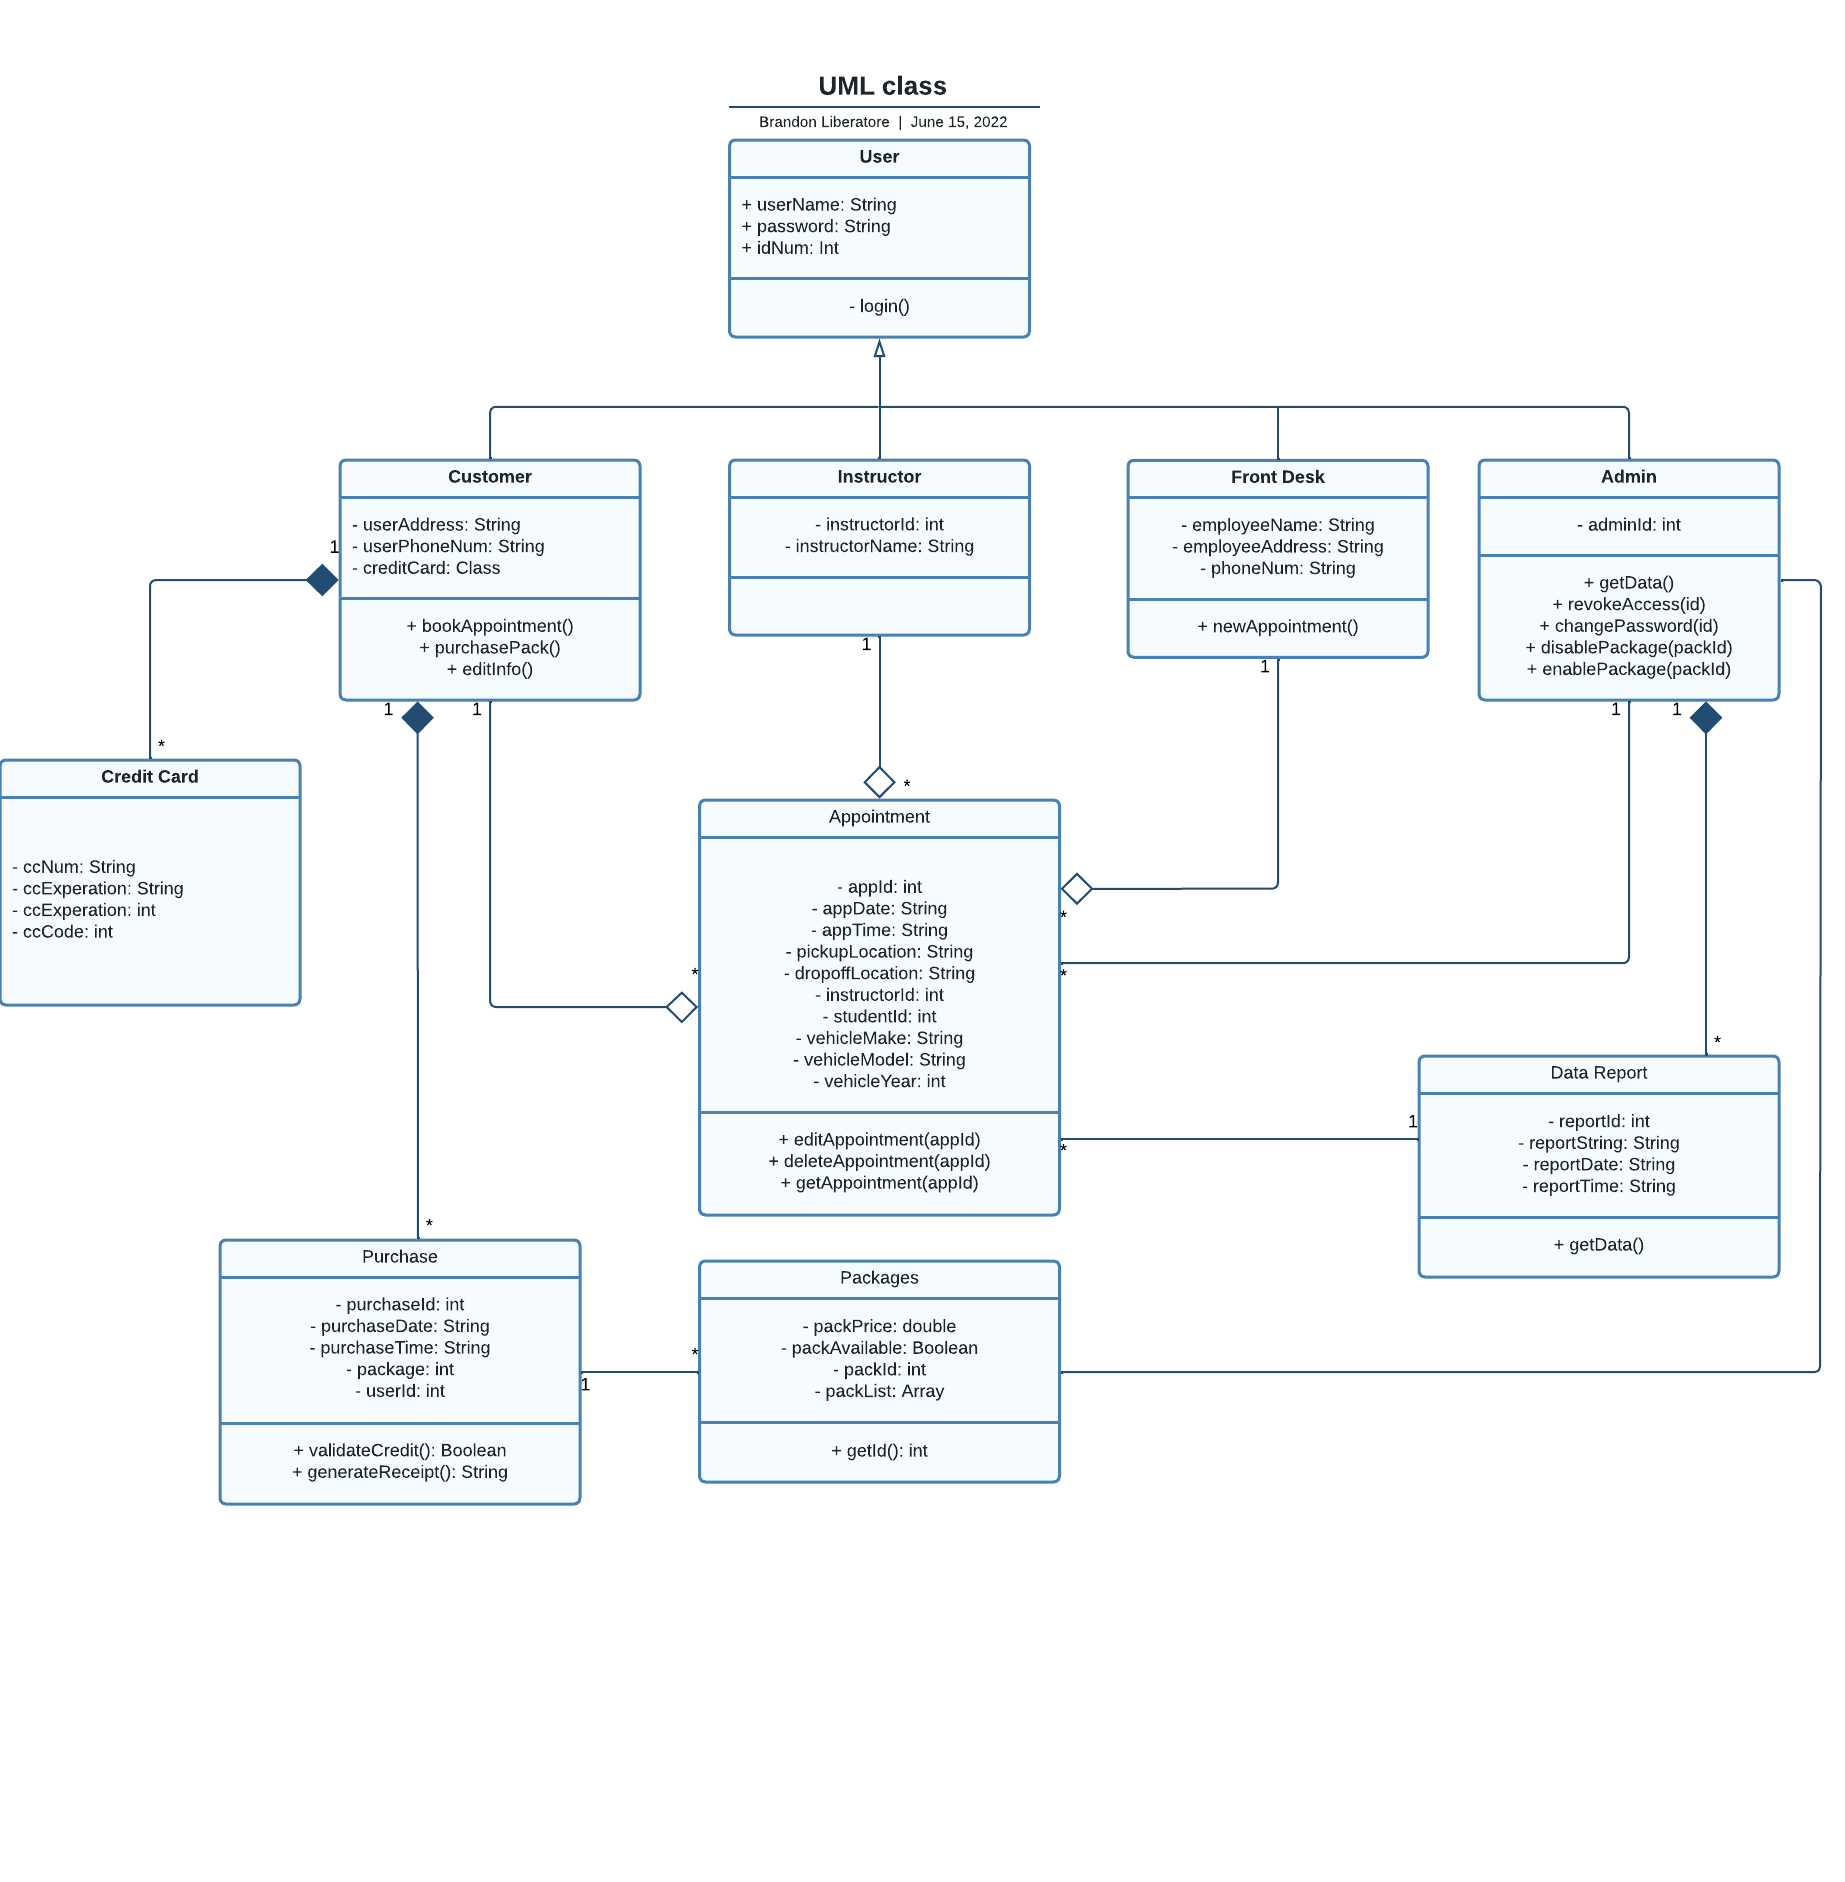 UML class
Brandon Liberatore | June 15, 2022
User
+ userName: String
+ password: String
+ idNum: Int
- login()
Customer
- userAddress: String
- userPhoneNum: String
- creditCard: Class
+ bookAppointment()
+ purchasePack()
+ editInfo()
Instructor
- instructorId: int
- instructorName: String
Front Desk
- employeeName: String
- employeeAddress: String
- phoneNum: String
+ newAppointment()
Admin
- adminId: int
+ getData()
+ revokeAccess(id)
+ changePassword(id)
+ disablePackage(packId)
+ enablePackage(packId)
1
1
1
1
1
1
1
*
Credit Card
- ccNum: String
- ccExperation: String
- ccExperation: int
- ccCode: int
*
*
*
*
Appointment
- appId: int
- appDate: String
- appTime: String
- pickupLocation: String
- dropoffLocation: String
- instructorId: int
- studentId: int
- vehicleMake: String
- vehicleModel: String
- vehicleYear: int
+ editAppointment(appId)
+ deleteAppointment(appId)
+ getAppointment(appId)
*
1
*
Data Report
- reportId: int
- reportString: String
- reportDate: String
- reportTime: String
+ getData()
*
Purchase
- purchaseId: int
- purchaseDate: String
- purchaseTime: String
- package: int
- userId: int
+ validateCredit(): Boolean
+ generateReceipt(): String
1
*
Packages
- packPrice: double
- packAvailable: Boolean
- packId: int
- packList: Array
+ getId(): int